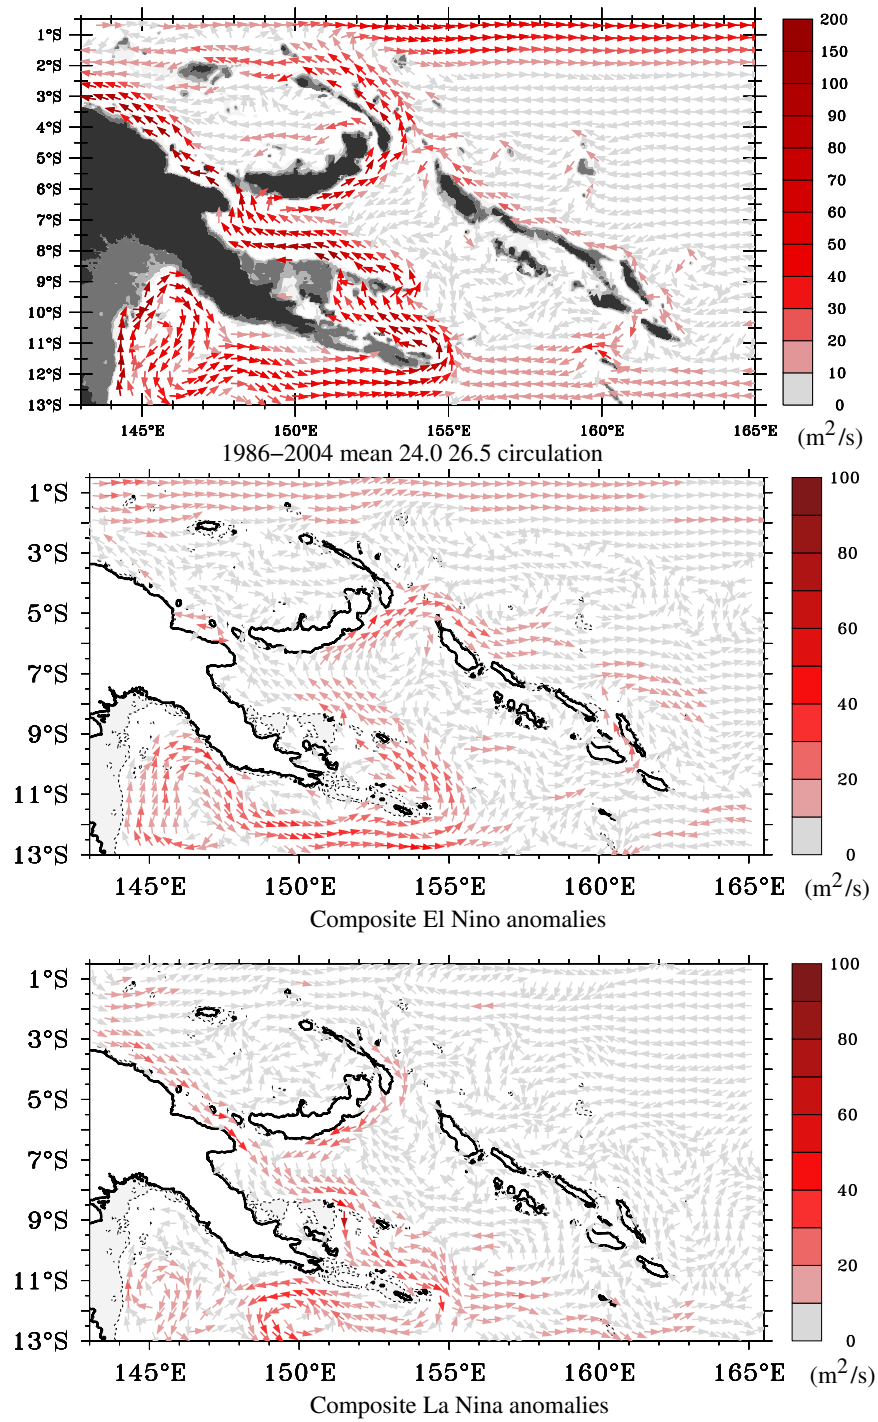 1°S
2°S
3°S
4°S
5°S
6°S
7°S
8°S
9°S
10°S
11°S
12°S
13°S
145°E 150°E 155°E 160°E 165°E
200
150
100
90
80
70
60
50
40
30
20
10
0
(m²/s)
1986−2004 mean 24.0 26.5 circulation
1°S
3°S
5°S
7°S
9°S
11°S
13°S
145°E 150°E 155°E 160°E 165°E
100
80
60
40
20
0
(m²/s)
Composite El Nino anomalies
1°S
3°S
5°S
7°S
9°S
11°S
13°S
145°E 150°E 155°E 160°E 165°E
100
80
60
40
20
0
(m²/s)
Composite La Nina anomalies